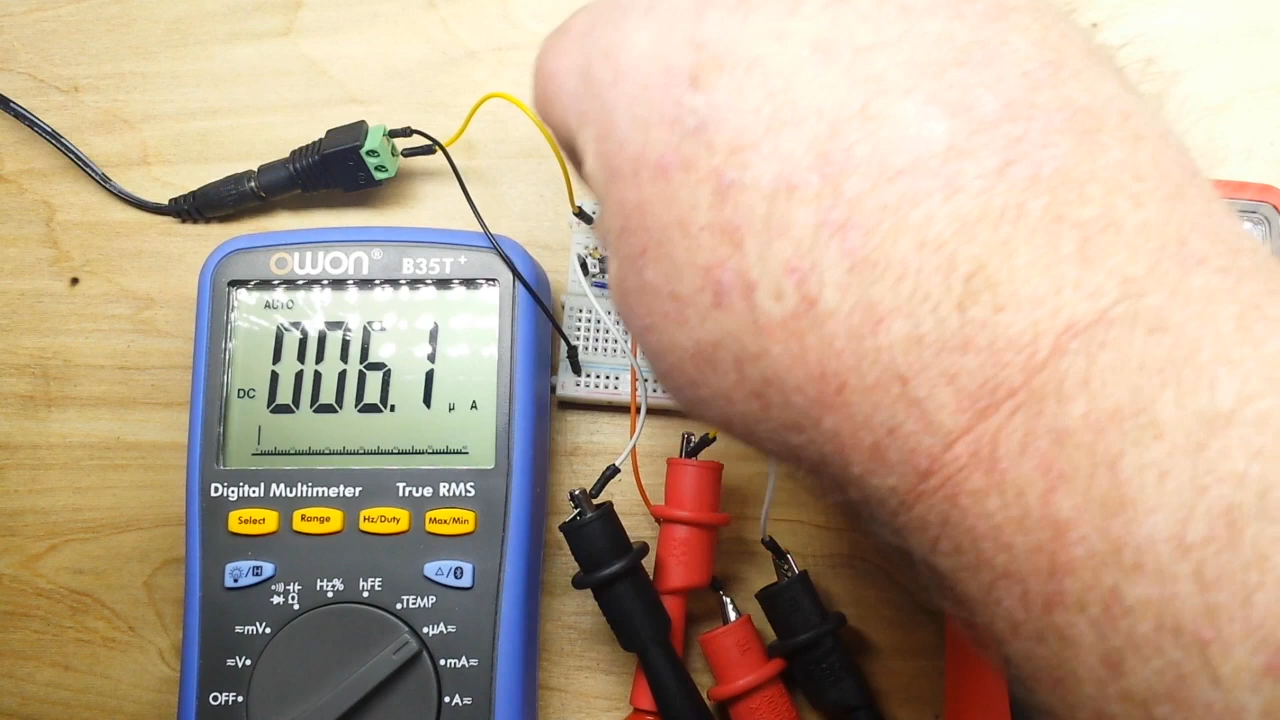 OWON® B35T+
AUTO
DC 006.1 μ A
Digital Multimeter True RMS
Select Range Hz/Duty Max/Min
/H Δ/
Hz% hFE
Ω TEMP
≂mV μA≂
≂V mA≂
OFF A≂